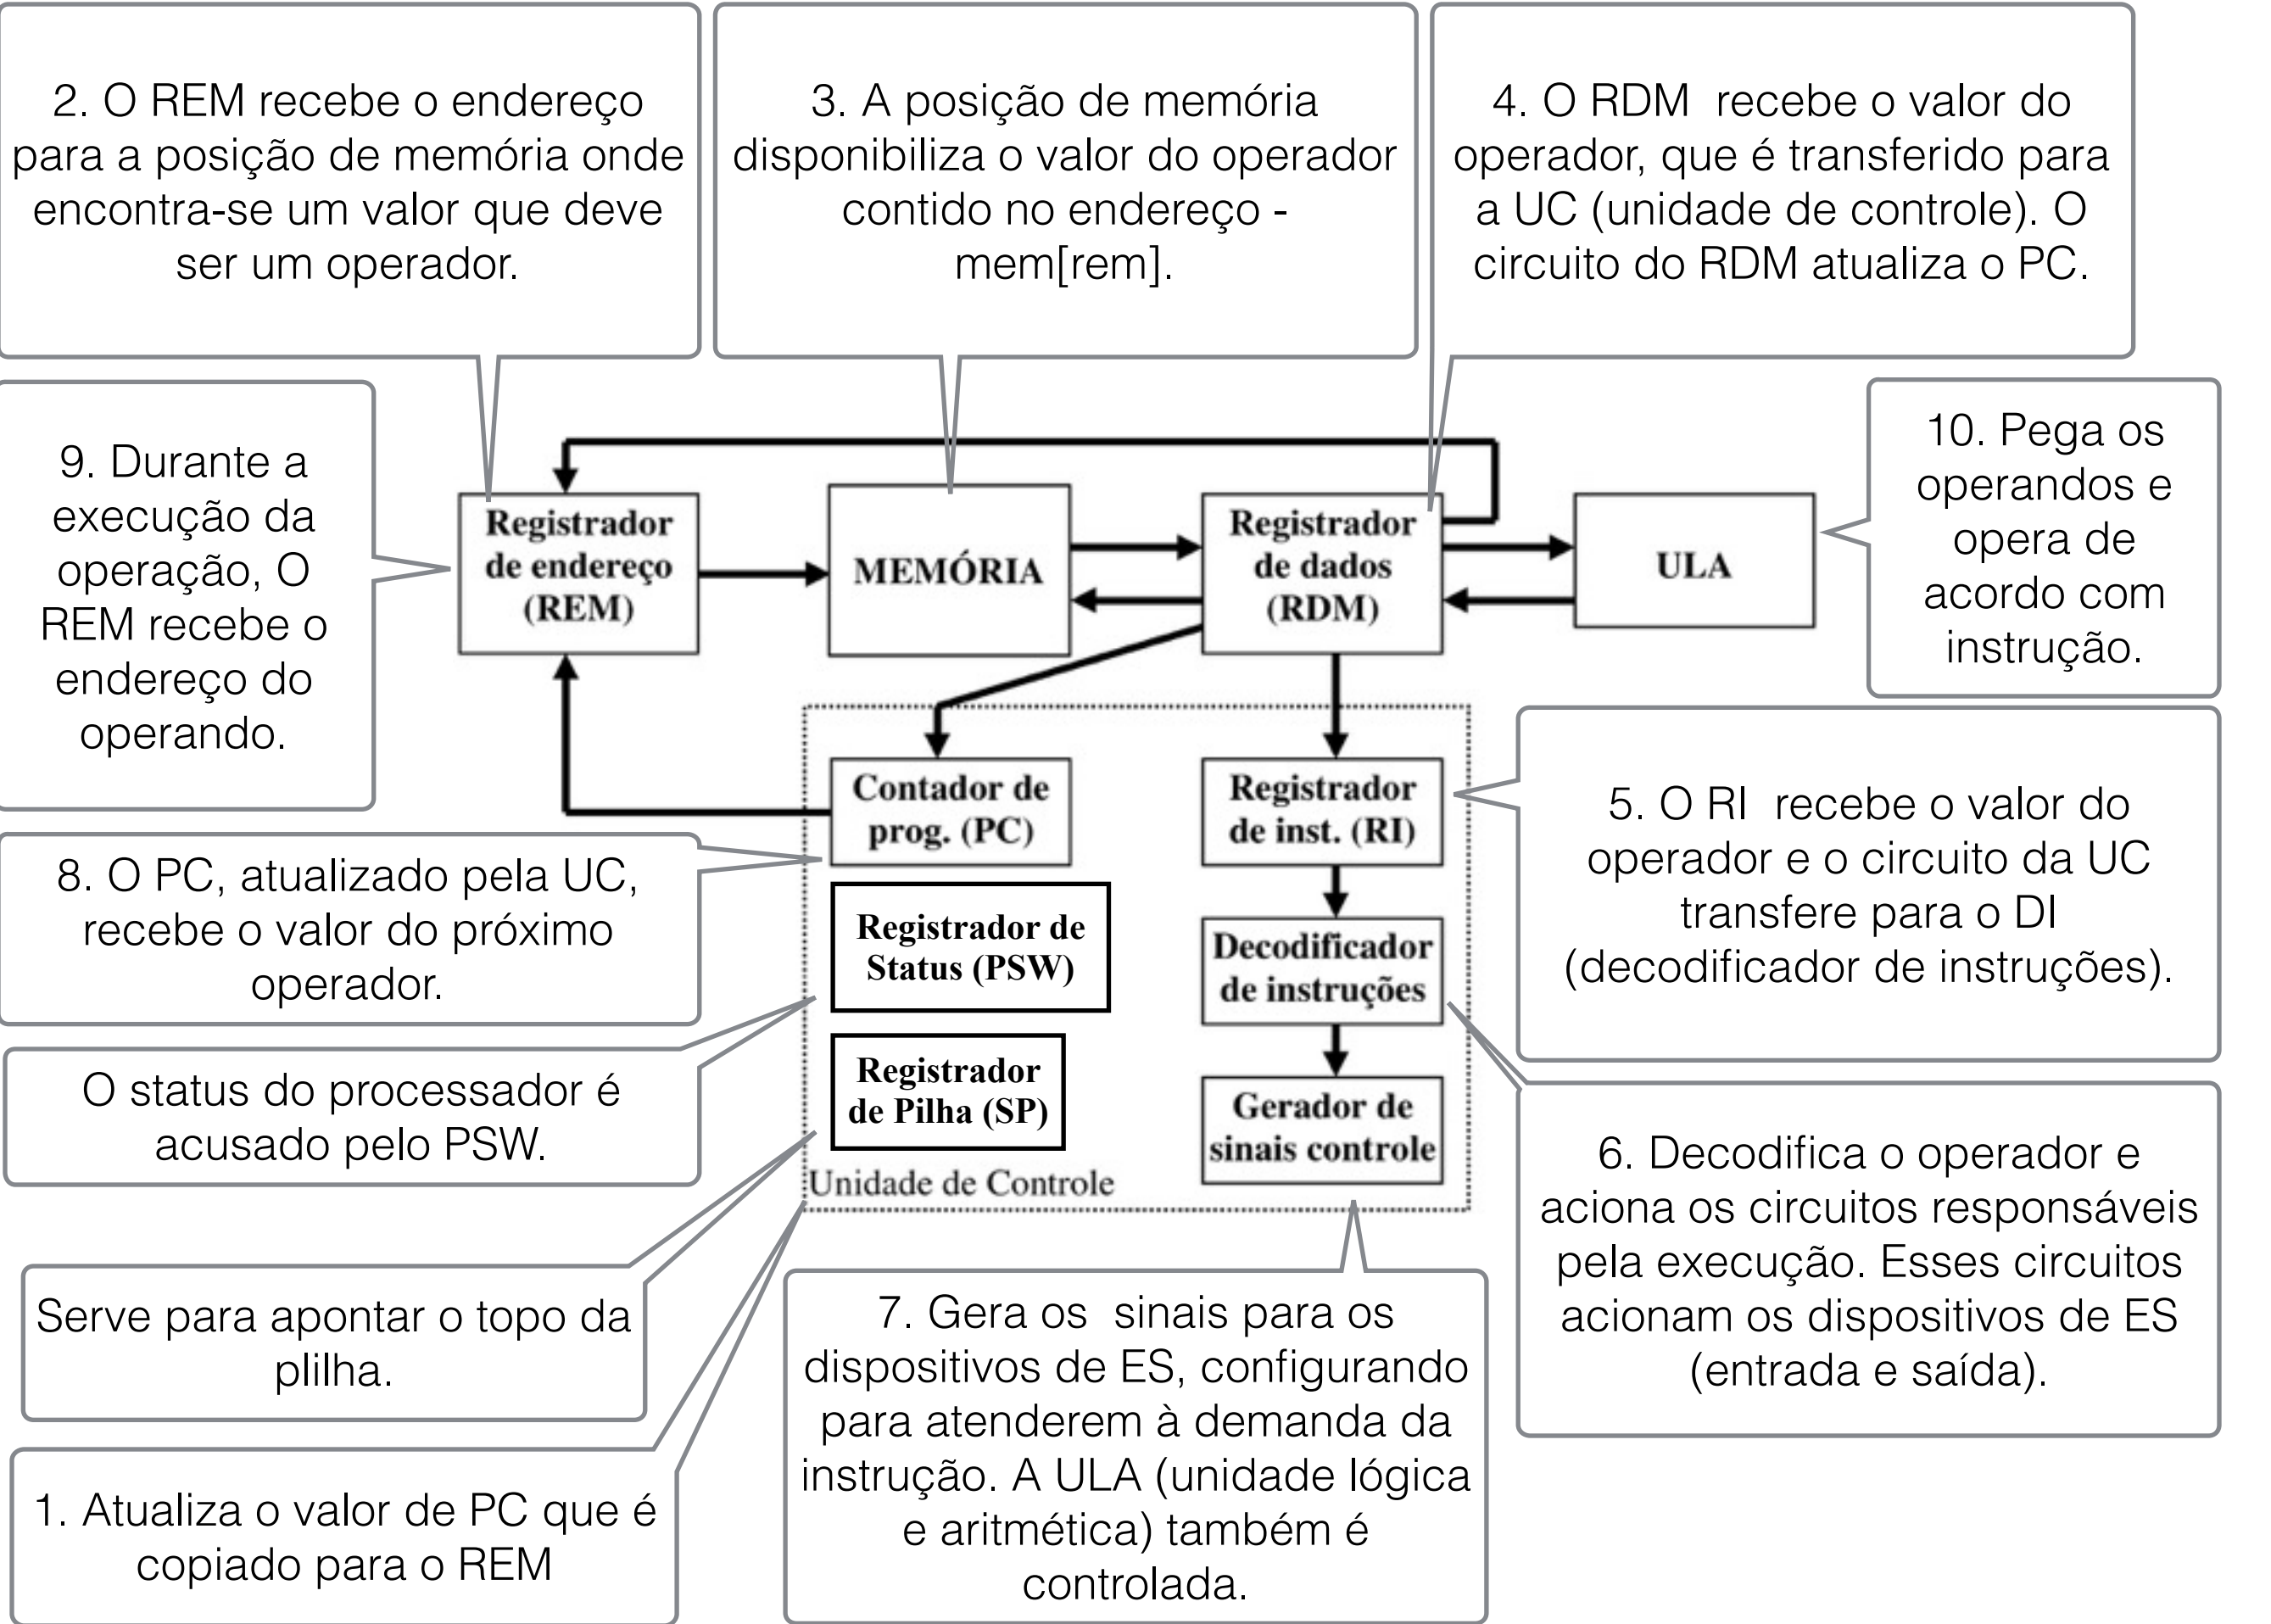 2. O REM recebe o endereço
para a posição de memória onde
encontra-se um valor que deve
ser um operador.
3. A posição de memória
disponibiliza o valor do operador
contido no endereço -
mem[rem].
4. O RDM  recebe o valor do
operador, que é transferido para
a UC (unidade de controle). O
circuito do RDM atualiza o PC.
9. Durante a
execução da
operação, O
REM recebe o
endereço do
operando.
Registrador
de endereço
(REM)
MEMÓRIA
Registrador
de dados
(RDM)
ULA
10. Pega os
operandos e
opera de
acordo com
instrução.
Contador de
prog. (PC)
Registrador
de inst. (RI)
5. O RI  recebe o valor do
operador e o circuito da UC
transfere para o DI
(decodificador de instruções).
8. O PC, atualizado pela UC,
recebe o valor do próximo
operador.
Registrador de
Status (PSW)
Decodificador
de instruções
O status do processador é
acusado pelo PSW.
Registrador
de Pilha (SP)
Gerador de
sinais controle
Unidade de Controle
6. Decodifica o operador e
aciona os circuitos responsáveis
pela execução. Esses circuitos
acionam os dispositivos de ES
(entrada e saída).
Serve para apontar o topo da
plilha.
7. Gera os  sinais para os
dispositivos de ES, configurando
para atenderem à demanda da
instrução. A ULA (unidade lógica
e aritmética) também é
controlada.
1. Atualiza o valor de PC que é
copiado para o REM